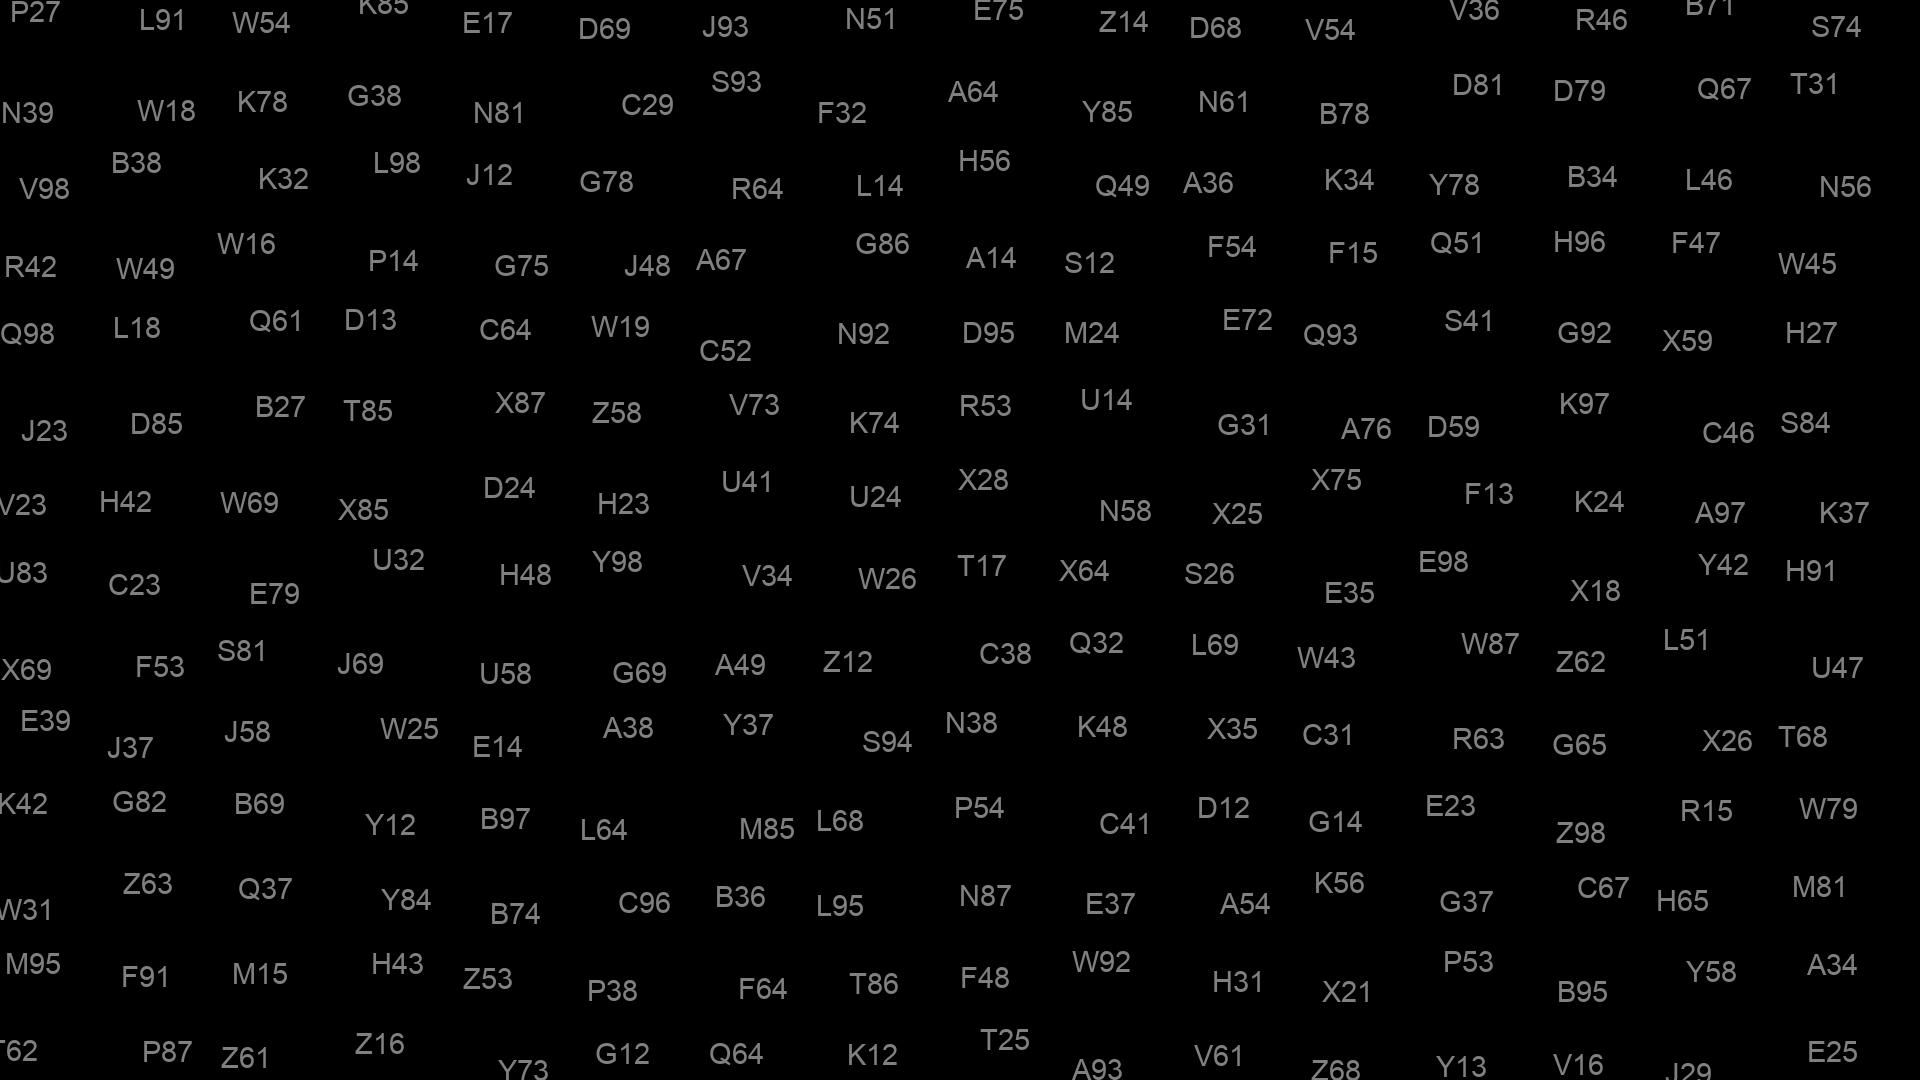 P27 L91 W54 K85 E17 D69 J93 N51 E75 Z14 D68 V54 V36 R46 B71 S74
N39 W18 K78 G38 N81 C29 S93 F32 A64 Y85 N61 B78 D81 D79 Q67 T31
V98 B38 K32 L98 J12 G78 R64 L14 H56 Q49 A36 K34 Y78 B34 L46 N56
R42 W49 W16 P14 G75 J48 A67 G86 A14 S12 F54 F15 Q51 H96 F47 W45
Q98 L18 Q61 D13 C64 W19 C52 N92 D95 M24 E72 Q93 S41 G92 X59 H27
J23 D85 B27 T85 X87 Z58 V73 K74 R53 U14 G31 A76 D59 K97 C46 S84
V23 H42 W69 X85 D24 H23 U41 U24 X28 N58 X25 X75 F13 K24 A97 K37
U83 C23 E79 U32 H48 Y98 V34 W26 T17 X64 S26 E35 E98 X18 Y42 H91
X69 F53 S81 J69 U58 G69 A49 Z12 C38 Q32 L69 W43 W87 Z62 L51 U47
E39 J37 J58 W25 E14 A38 Y37 S94 N38 K48 X35 C31 R63 G65 X26 T68
K42 G82 B69 Y12 B97 L64 M85 L68 P54 C41 D12 G14 E23 Z98 R15 W79
W31 Z63 Q37 Y84 B74 C96 B36 L95 N87 E37 A54 K56 G37 C67 H65 M81
M95 F91 M15 H43 Z53 P38 F64 T86 F48 W92 H31 X21 P53 B95 Y58 A34
T62 P87 Z61 Z16 Y73 G12 Q64 K12 T25 A93 V61 Z68 Y13 V16 J29 E25